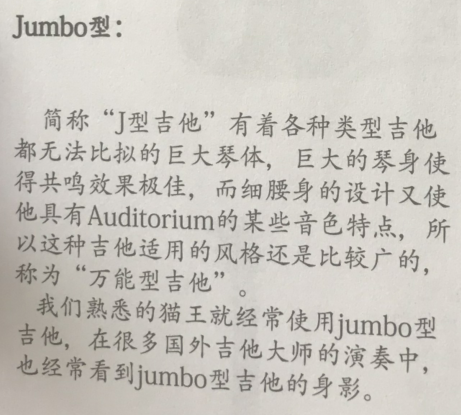 Jumbo型：
简称“J型吉他”有着各种类型吉他
都无法比拟的巨大琴体，巨大的琴身使
得共鸣效果极佳，而细腰身的设计又使
他具有Auditorium的某些音色特点，所
以这种吉他适用的风格还是比较广的，
称为“万能型吉他”。
我们熟悉的猫王就经常使用jumbo型
吉他，在很多国外吉他大师的演奏中，
也经常看到jumbo型吉他的身影。